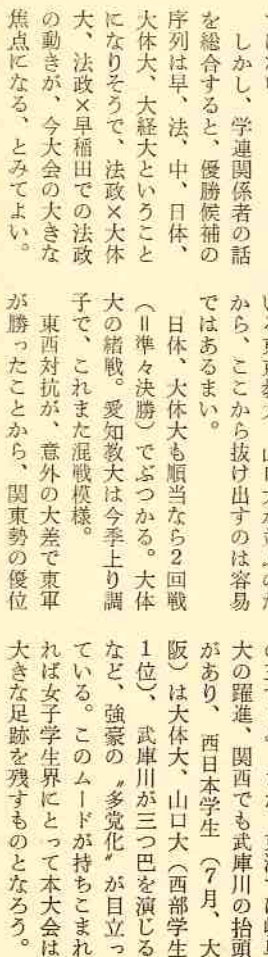 しかし、学連関係者の話
を総合すると、優勝候補の
序列は早、法、中、日体、
大体大、大経大ということ
になりそうで、法政×大体
大、法政×早稲田での法政
の動きが、今大会の大きな
焦点になる、とみてよい。
から、ここから抜け出すのは容易
ではあるまい。
日体、大体大も順当なら2回戦
（＝準々決勝）でぶつかる。大体
大の緒戦。愛知教大は今季上り調
子で、これまた混戦模様。
東西対抗が、意外の大差で東軍
が勝ったことから、関東勢の優位
大の躍進、関西でも武庫川の抬頭
があり、西日本学生（7月、大
阪）は大体大、山口大（西部学生
1位）、武庫川が三つ巴を演じる
など、強豪の〝多党化〟が目立っ
ている。このムードが持ちこまれ
れば女子学生界にとって本大会は
大きな足跡を残すものとなろう。